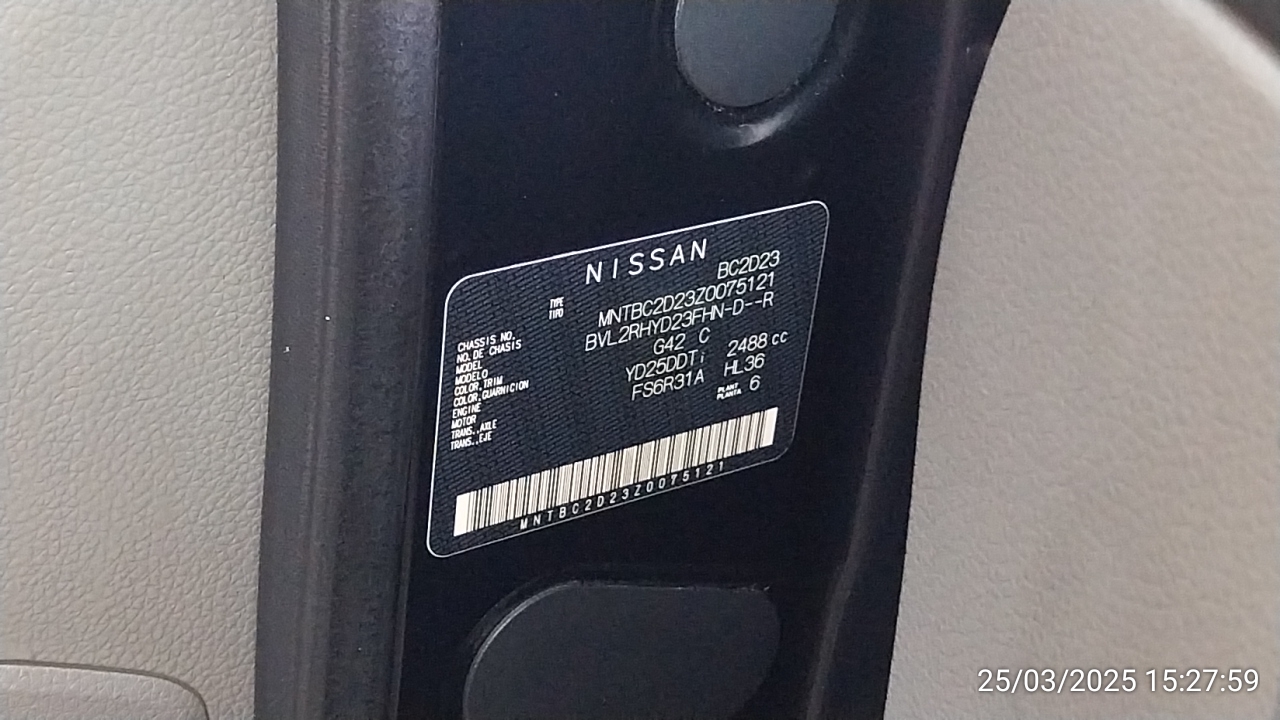 NISSAN
TYPE BC2D23
TIPO
CHASSIS NO. MNTBC2D23Z0075121
NO. DE CHASIS
MODEL BVL2RHYD23FHN-D--R
MODELO
COLOR,TRIM G42 C
COLOR,GUARNICION
ENGINE YD25DDTi 2488 cc
MOTOR
TRANS.,AXLE FS6R31A HL36
TRANS.,EJE
PLANT 6
PLANTA
MNTBC2D23Z0075121
25/03/2025 15:27:59